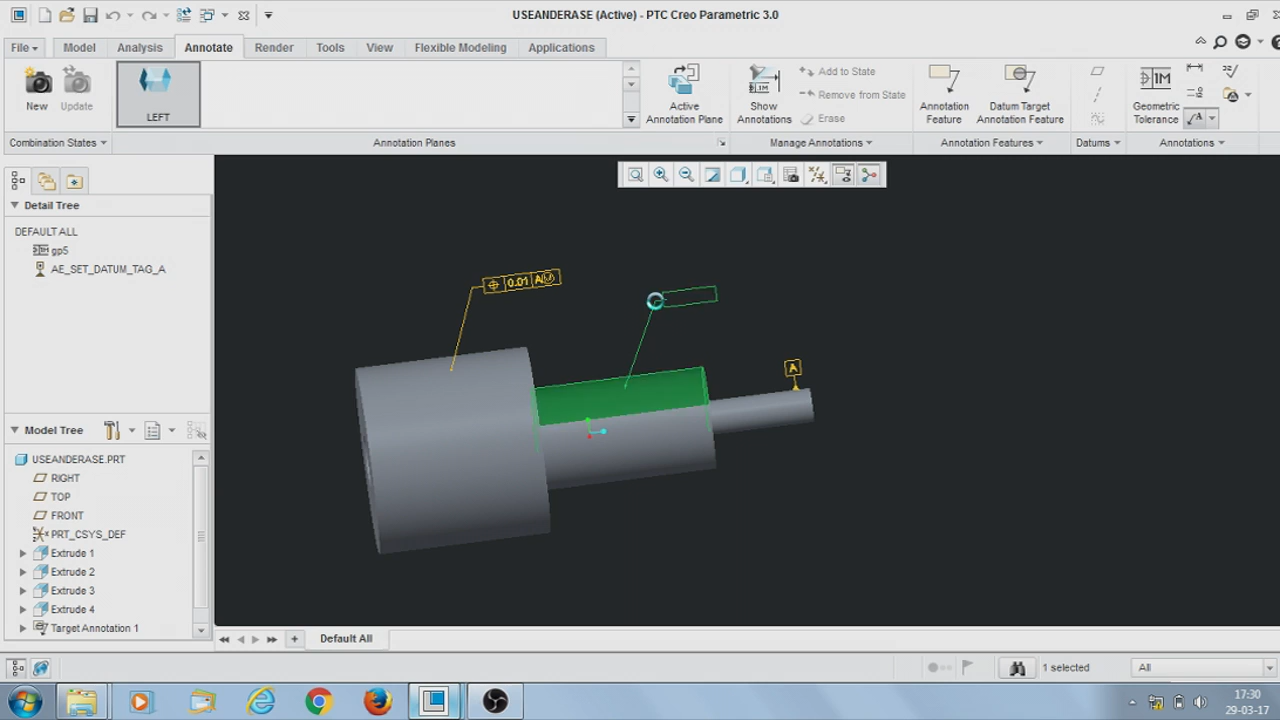 USEANDERASE (Active) - PTC Creo Parametric 3.0
File Model Analysis Annotate Render Tools View Flexible Modeling Applications
New
Update
LEFT
Active
Annotation Plane
Show
Annotations
Add to State
Remove from State
Erase
Annotation
Feature
Datum Target
Annotation Feature
Geometric
Tolerance
Combination States
Annotation Planes
Manage Annotations
Annotation Features
Datums
Annotations
Detail Tree
DEFAULT ALL
gp5
AE_SET_DATUM_TAG_A
0.01 AⓂ
A
Model Tree
USEANDERASE.PRT
RIGHT
TOP
FRONT
PRT_CSYS_DEF
Extrude 1
Extrude 2
Extrude 3
Extrude 4
Target Annotation 1
Default All
1 selected
All
17:30
29-03-17